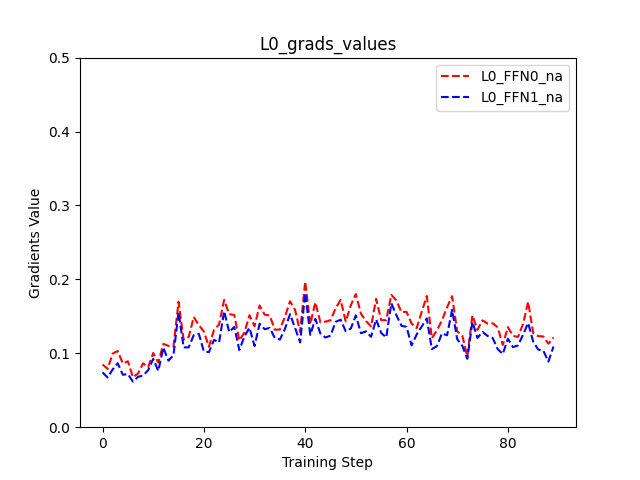 L0_grads_values
L0_FFN0_na
L0_FFN1_na
Gradients Value
0.5
0.4
0.3
0.2
0.1
0.0
0
20
40
60
80
Training Step